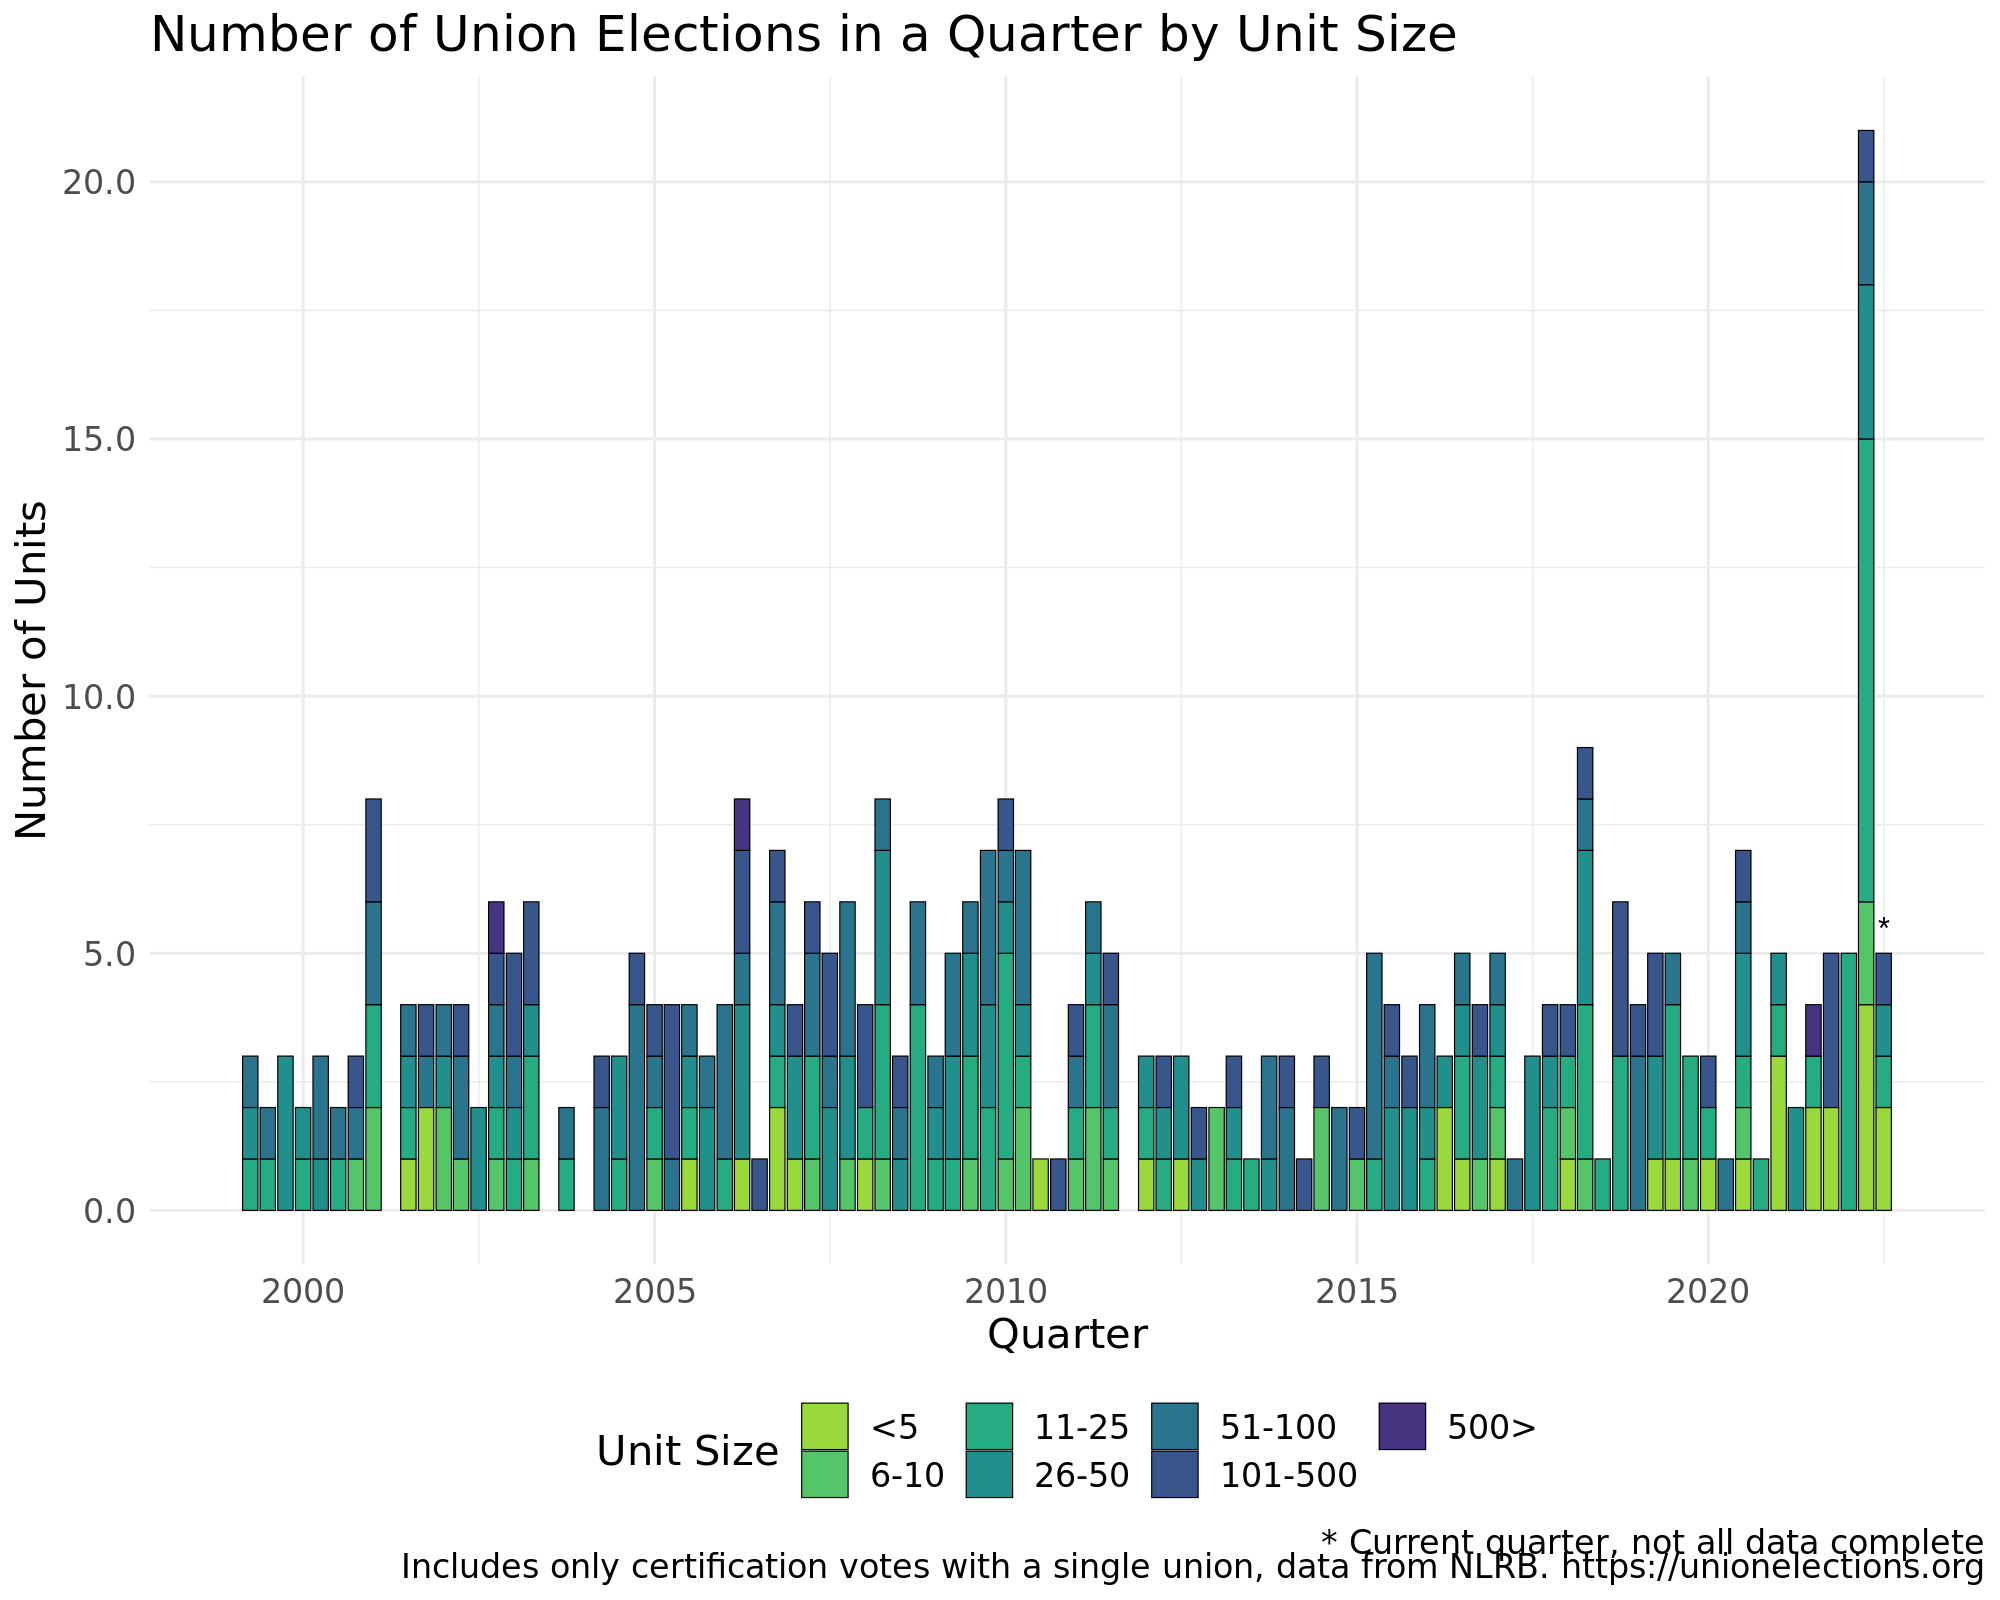 Number of Union Elections in a Quarter by Unit Size
Number of Units
20.0
15.0
10.0
5.0
0.0
*
2000 2005 2010 2015 2020
Quarter
Unit Size
<5 11-25 51-100 500>
6-10 26-50 101-500
* Current quarter, not all data complete
Includes only certification votes with a single union, data from NLRB. https://unionelections.org